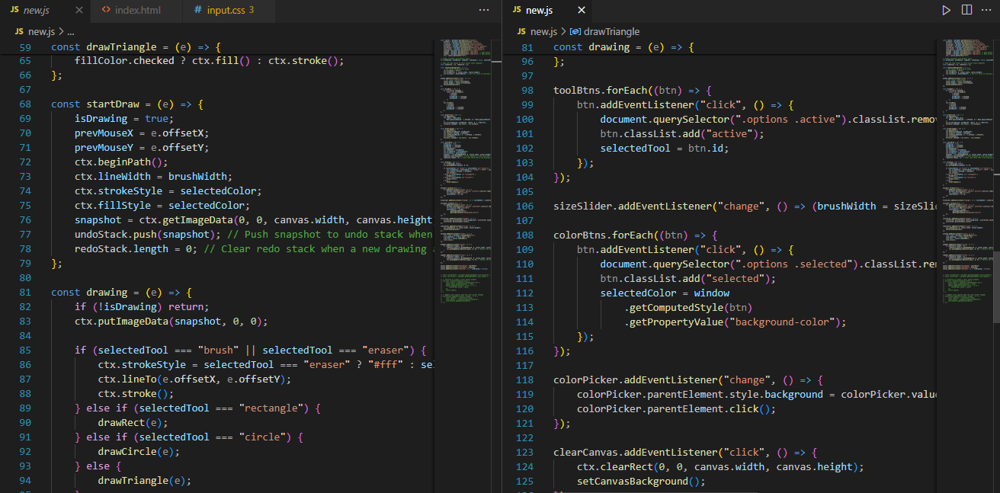 JS new.js
index.html
# input.css 3
JS new.js > ...
59 const drawTriangle = (e) => {
65 fillColor.checked ? ctx.fill() : ctx.stroke();
66 };
67
68 const startDraw = (e) => {
69 isDrawing = true;
70 prevMouseX = e.offsetX;
71 prevMouseY = e.offsetY;
72 ctx.beginPath();
73 ctx.lineWidth = brushWidth;
74 ctx.strokeStyle = selectedColor;
75 ctx.fillStyle = selectedColor;
76 snapshot = ctx.getImageData(0, 0, canvas.width, canvas.height
77 undoStack.push(snapshot); // Push snapshot to undo stack when
78 redoStack.length = 0; // Clear redo stack when a new drawing
79 };
80
81 const drawing = (e) => {
82 if (!isDrawing) return;
83 ctx.putImageData(snapshot, 0, 0);
84
85 if (selectedTool === "brush" || selectedTool === "eraser") {
86 ctx.strokeStyle = selectedTool === "eraser" ? "#fff" : sel
87 ctx.lineTo(e.offsetX, e.offsetY);
88 ctx.stroke();
89 } else if (selectedTool === "rectangle") {
90 drawRect(e);
91 } else if (selectedTool === "circle") {
92 drawCircle(e);
93 } else {
94 drawTriangle(e);
JS new.js
JS new.js > drawTriangle
81 const drawing = (e) => {
96 };
97
98 toolBtns.forEach((btn) => {
99 btn.addEventListener("click", () => {
100 document.querySelector(".options .active").classList.remov
101 btn.classList.add("active");
102 selectedTool = btn.id;
103 });
104 });
105
106 sizeSlider.addEventListener("change", () => (brushWidth = sizeSli
107
108 colorBtns.forEach((btn) => {
109 btn.addEventListener("click", () => {
110 document.querySelector(".options .selected").classList.rem
111 btn.classList.add("selected");
112 selectedColor = window
113 .getComputedStyle(btn)
114 .getPropertyValue("background-color");
115 });
116 });
117
118 colorPicker.addEventListener("change", () => {
119 colorPicker.parentElement.style.background = colorPicker.value
120 colorPicker.parentElement.click();
121 });
122
123 clearCanvas.addEventListener("click", () => {
124 ctx.clearRect(0, 0, canvas.width, canvas.height);
125 setCanvasBackground();